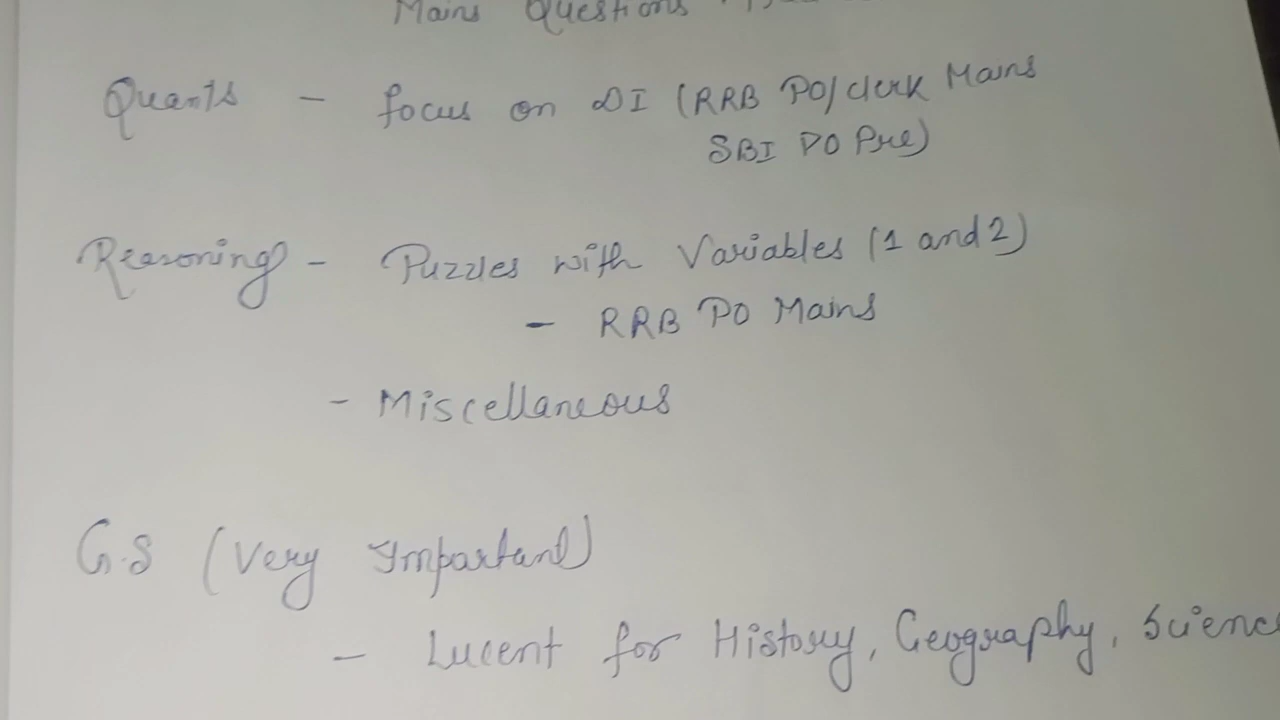 Mains Questions
Quants - focus on DI (RRB PO/clerk Mains
SBI PO Pre)
Reasoning - Puzzles with Variables (1 and 2)
- RRB PO Mains
- Miscellaneous
G.S (Very Important)
- Lucent for History, Geography, Scienc